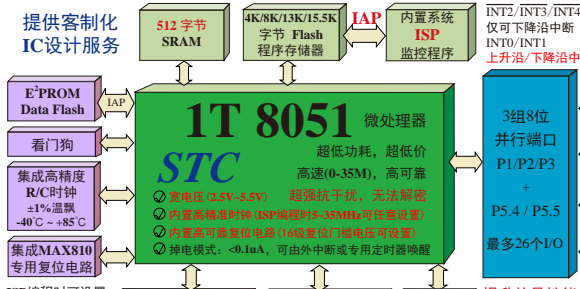 提供客制化
IC设计服务
512 字节
SRAM
4K/8K/13K/15.5K
字节 Flash
程序存储器
IAP
内置系统
ISP
监控程序
INT2/INT3/INT4
仅可下降沿中断
INT0/INT1
上升沿/下降沿中
E²PROM
Data Flash
IAP
看门狗
集成高精度
R/C时钟
±1%温飘
-40℃ ~ +85℃
集成MAX810
专用复位电路
1T 8051 微处理器
STC
超低功耗，超低价
高速(0-35M)，高可靠
宽电压(2.5V~5.5V) 超强抗干扰，无法解密
内置高精准时钟(ISP编程时5~35MHz可任意设置)
内置高可靠复位电路(16级复位门槛电压可设置)
掉电模式：<0.1uA，可由外中断或专用定时器唤醒
3组8位
并行端口
P1/P2/P3
+
P5.4 / P5.5
最多26个I/O